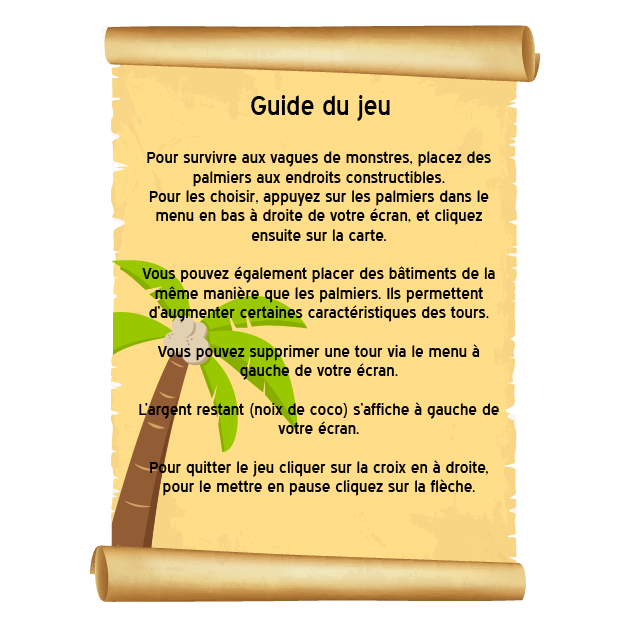 Guide du jeu
Pour survivre aux vagues de monstres, placez des
palmiers aux endroits constructibles.
Pour les choisir, appuyez sur les palmiers dans le
menu en bas à droite de votre écran, et cliquez
ensuite sur la carte.
Vous pouvez également placer des bâtiments de la
même manière que les palmiers. Ils permettent
d'augmenter certaines caractéristiques des tours.
Vous pouvez supprimer une tour via le menu à
gauche de votre écran.
L'argent restant (noix de coco) s'affiche à gauche de
votre écran.
Pour quitter le jeu cliquer sur la croix en à droite,
pour le mettre en pause cliquez sur la flèche.